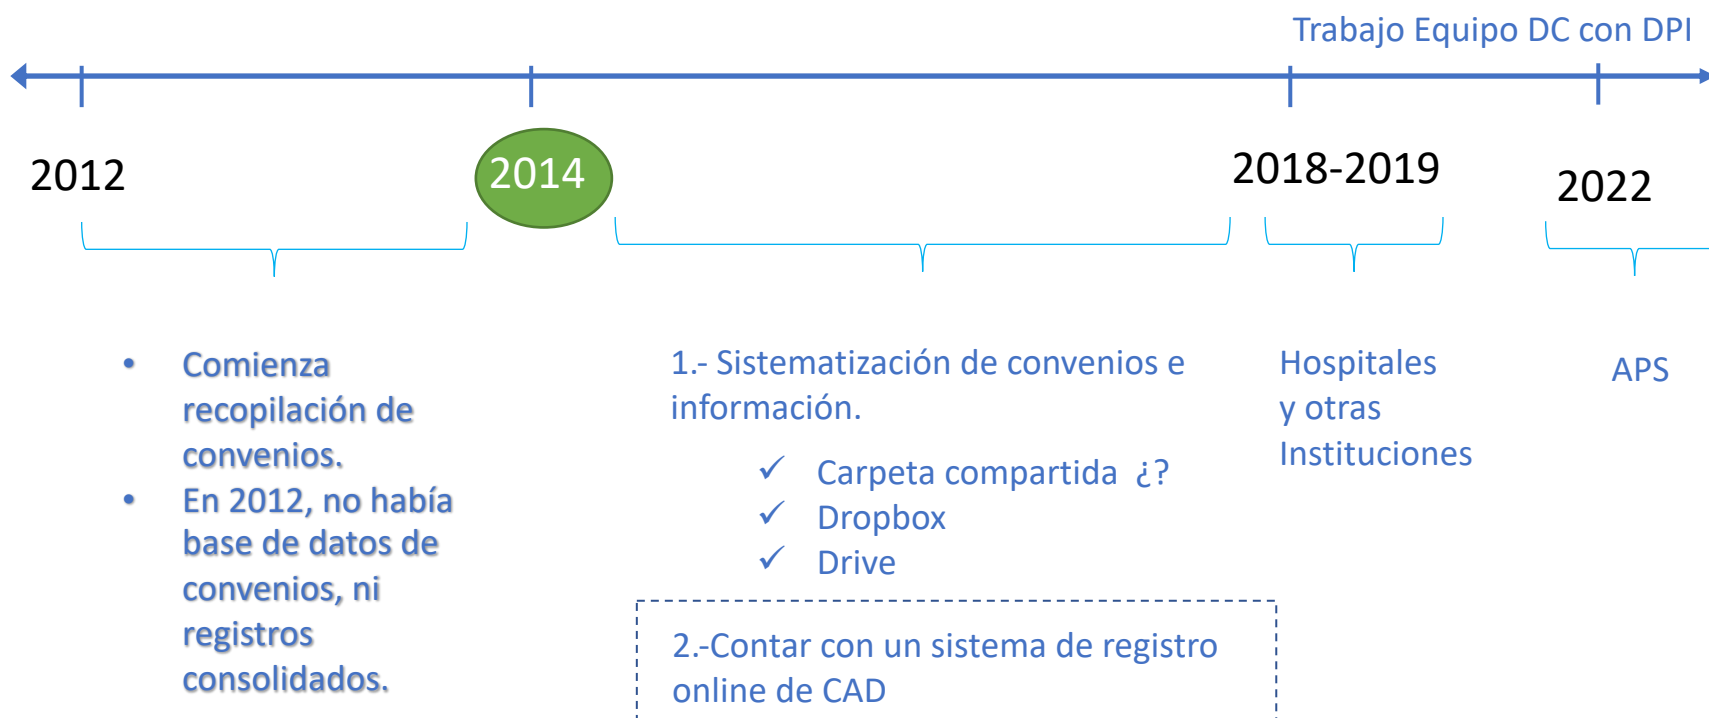 Trabajo Equipo DC con DPI
2012
2014
2018-2019
2022
• Comienza
recopilación de
convenios.
• En 2012, no había
base de datos de
convenios, ni
registros
consolidados.
1.- Sistematización de convenios e
información.
✓ Carpeta compartida ¿?
✓ Dropbox
✓ Drive
2.-Contar con un sistema de registro
online de CAD
Hospitales
y otras
Instituciones
APS